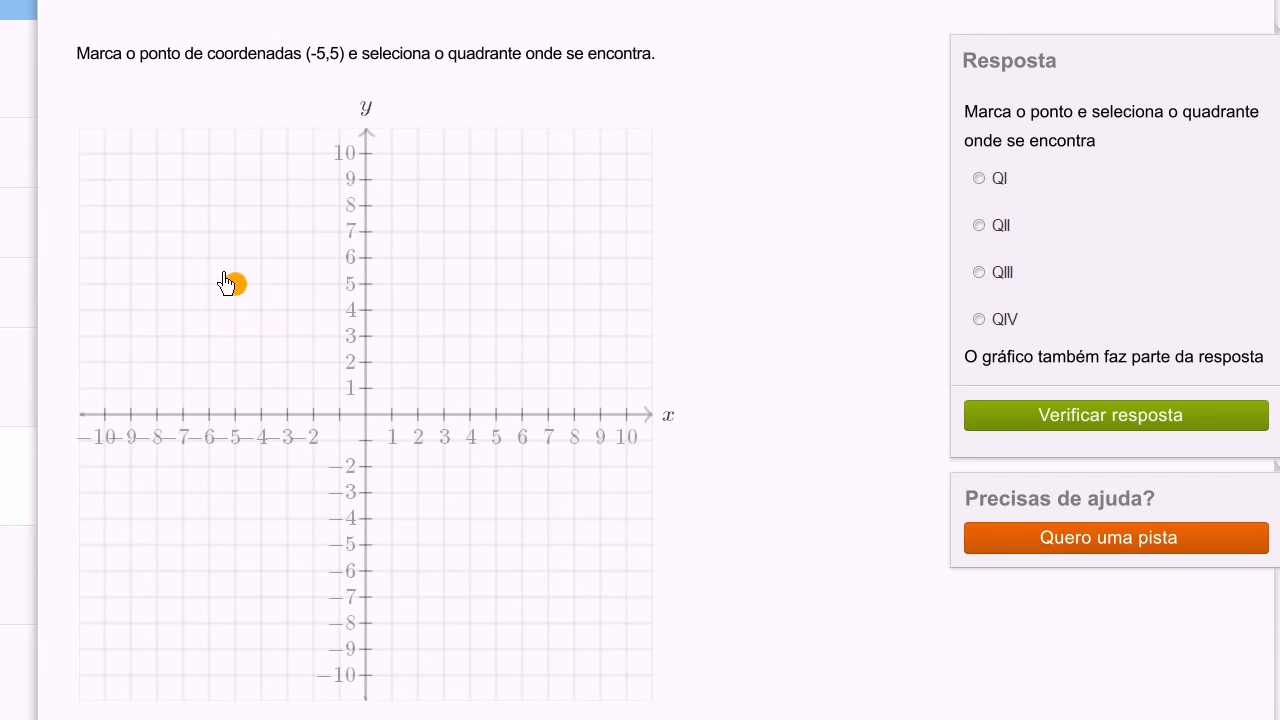 Marca o ponto de coordenadas (-5,5) e seleciona o quadrante onde se encontra.
y
10
9
8
7
6
5
4
3
2
1
x
−10 −9 −8 −7 −6 −5 −4 −3 −2 1 2 3 4 5 6 7 8 9 10
−2
−3
−4
−5
−6
−7
−8
−9
−10
Resposta
Marca o ponto e seleciona o quadrante
onde se encontra
QI
QII
QIII
QIV
O gráfico também faz parte da resposta
Verificar resposta
Precisas de ajuda?
Quero uma pista